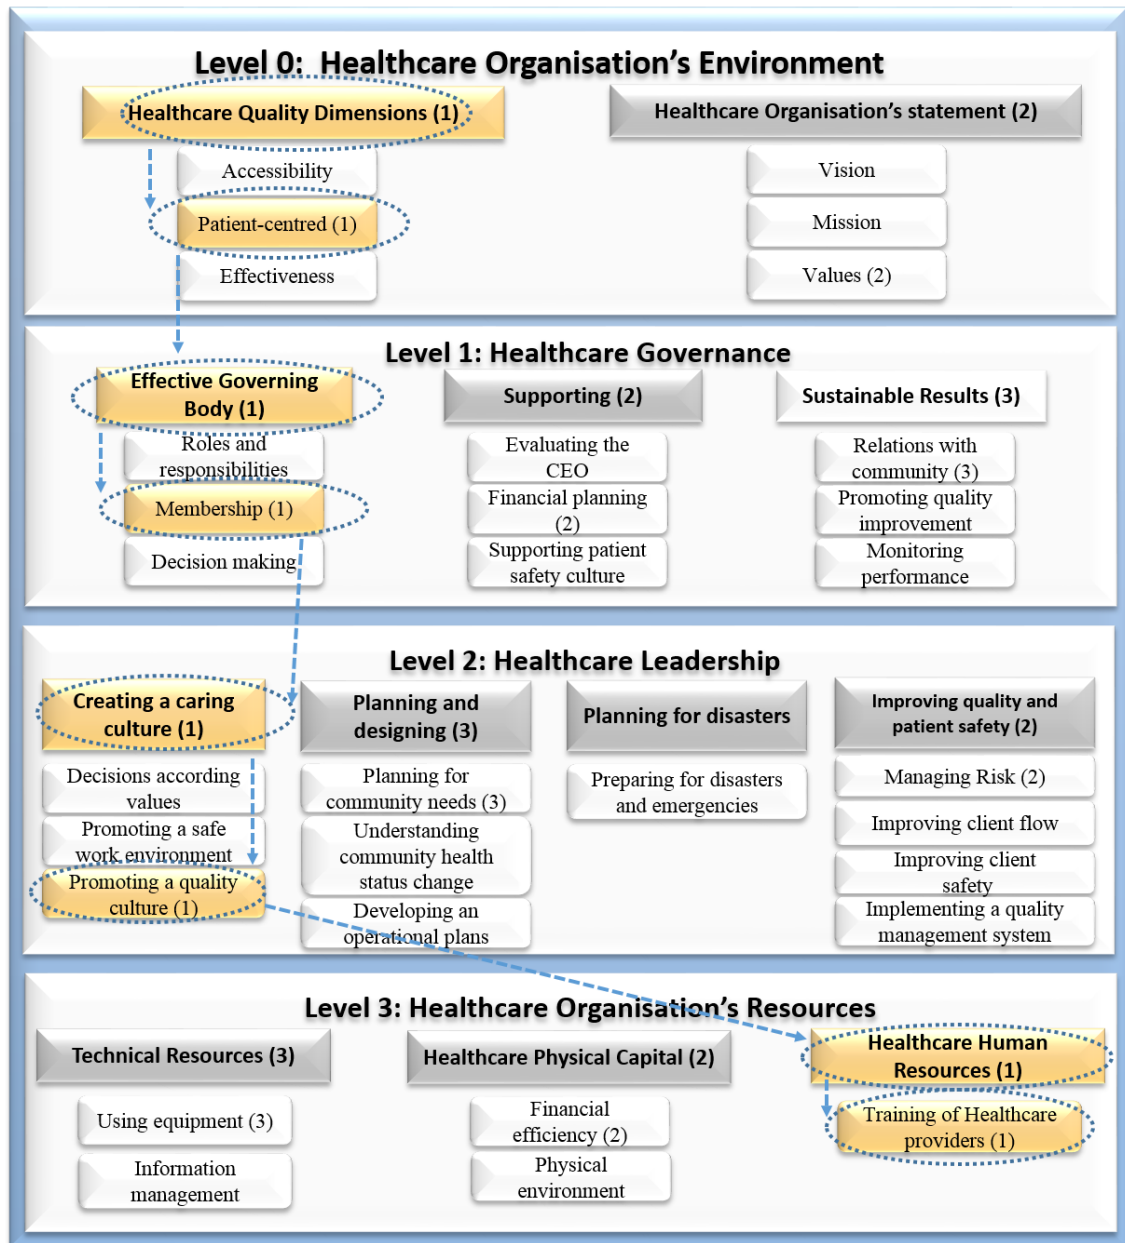 Level 0:  Healthcare Organisation’s Environment
Healthcare Quality Dimensions (1)
Accessibility
Patient-centred (1)
Effectiveness
Healthcare Organisation’s statement (2)
Vision
Mission
Values (2)
Level 1: Healthcare Governance
Effective Governing
Body (1)
Roles and
responsibilities
Membership (1)
Decision making
Supporting (2)
Evaluating the
CEO
Financial planning
(2)
Supporting patient
safety culture
Sustainable Results (3)
Relations with
community (3)
Promoting quality
improvement
Monitoring
performance
Level 2: Healthcare Leadership
Creating a caring
culture (1)
Decisions according
values
Promoting a safe
work environment
Promoting a quality
culture (1)
Planning and
designing (3)
Planning for
community needs (3)
Understanding
community health
status change
Developing an
operational plans
Planning for disasters
Preparing for disasters
and emergencies
Improving quality and
patient safety (2)
Managing Risk (2)
Improving client flow
Improving client
safety
Implementing a quality
management system
Level 3: Healthcare Organisation’s Resources
Technical Resources (3)
Using equipment (3)
Information
management
Healthcare Physical Capital (2)
Financial
efficiency (2)
Physical
environment
Healthcare Human
Resources (1)
Training of Healthcare
providers (1)